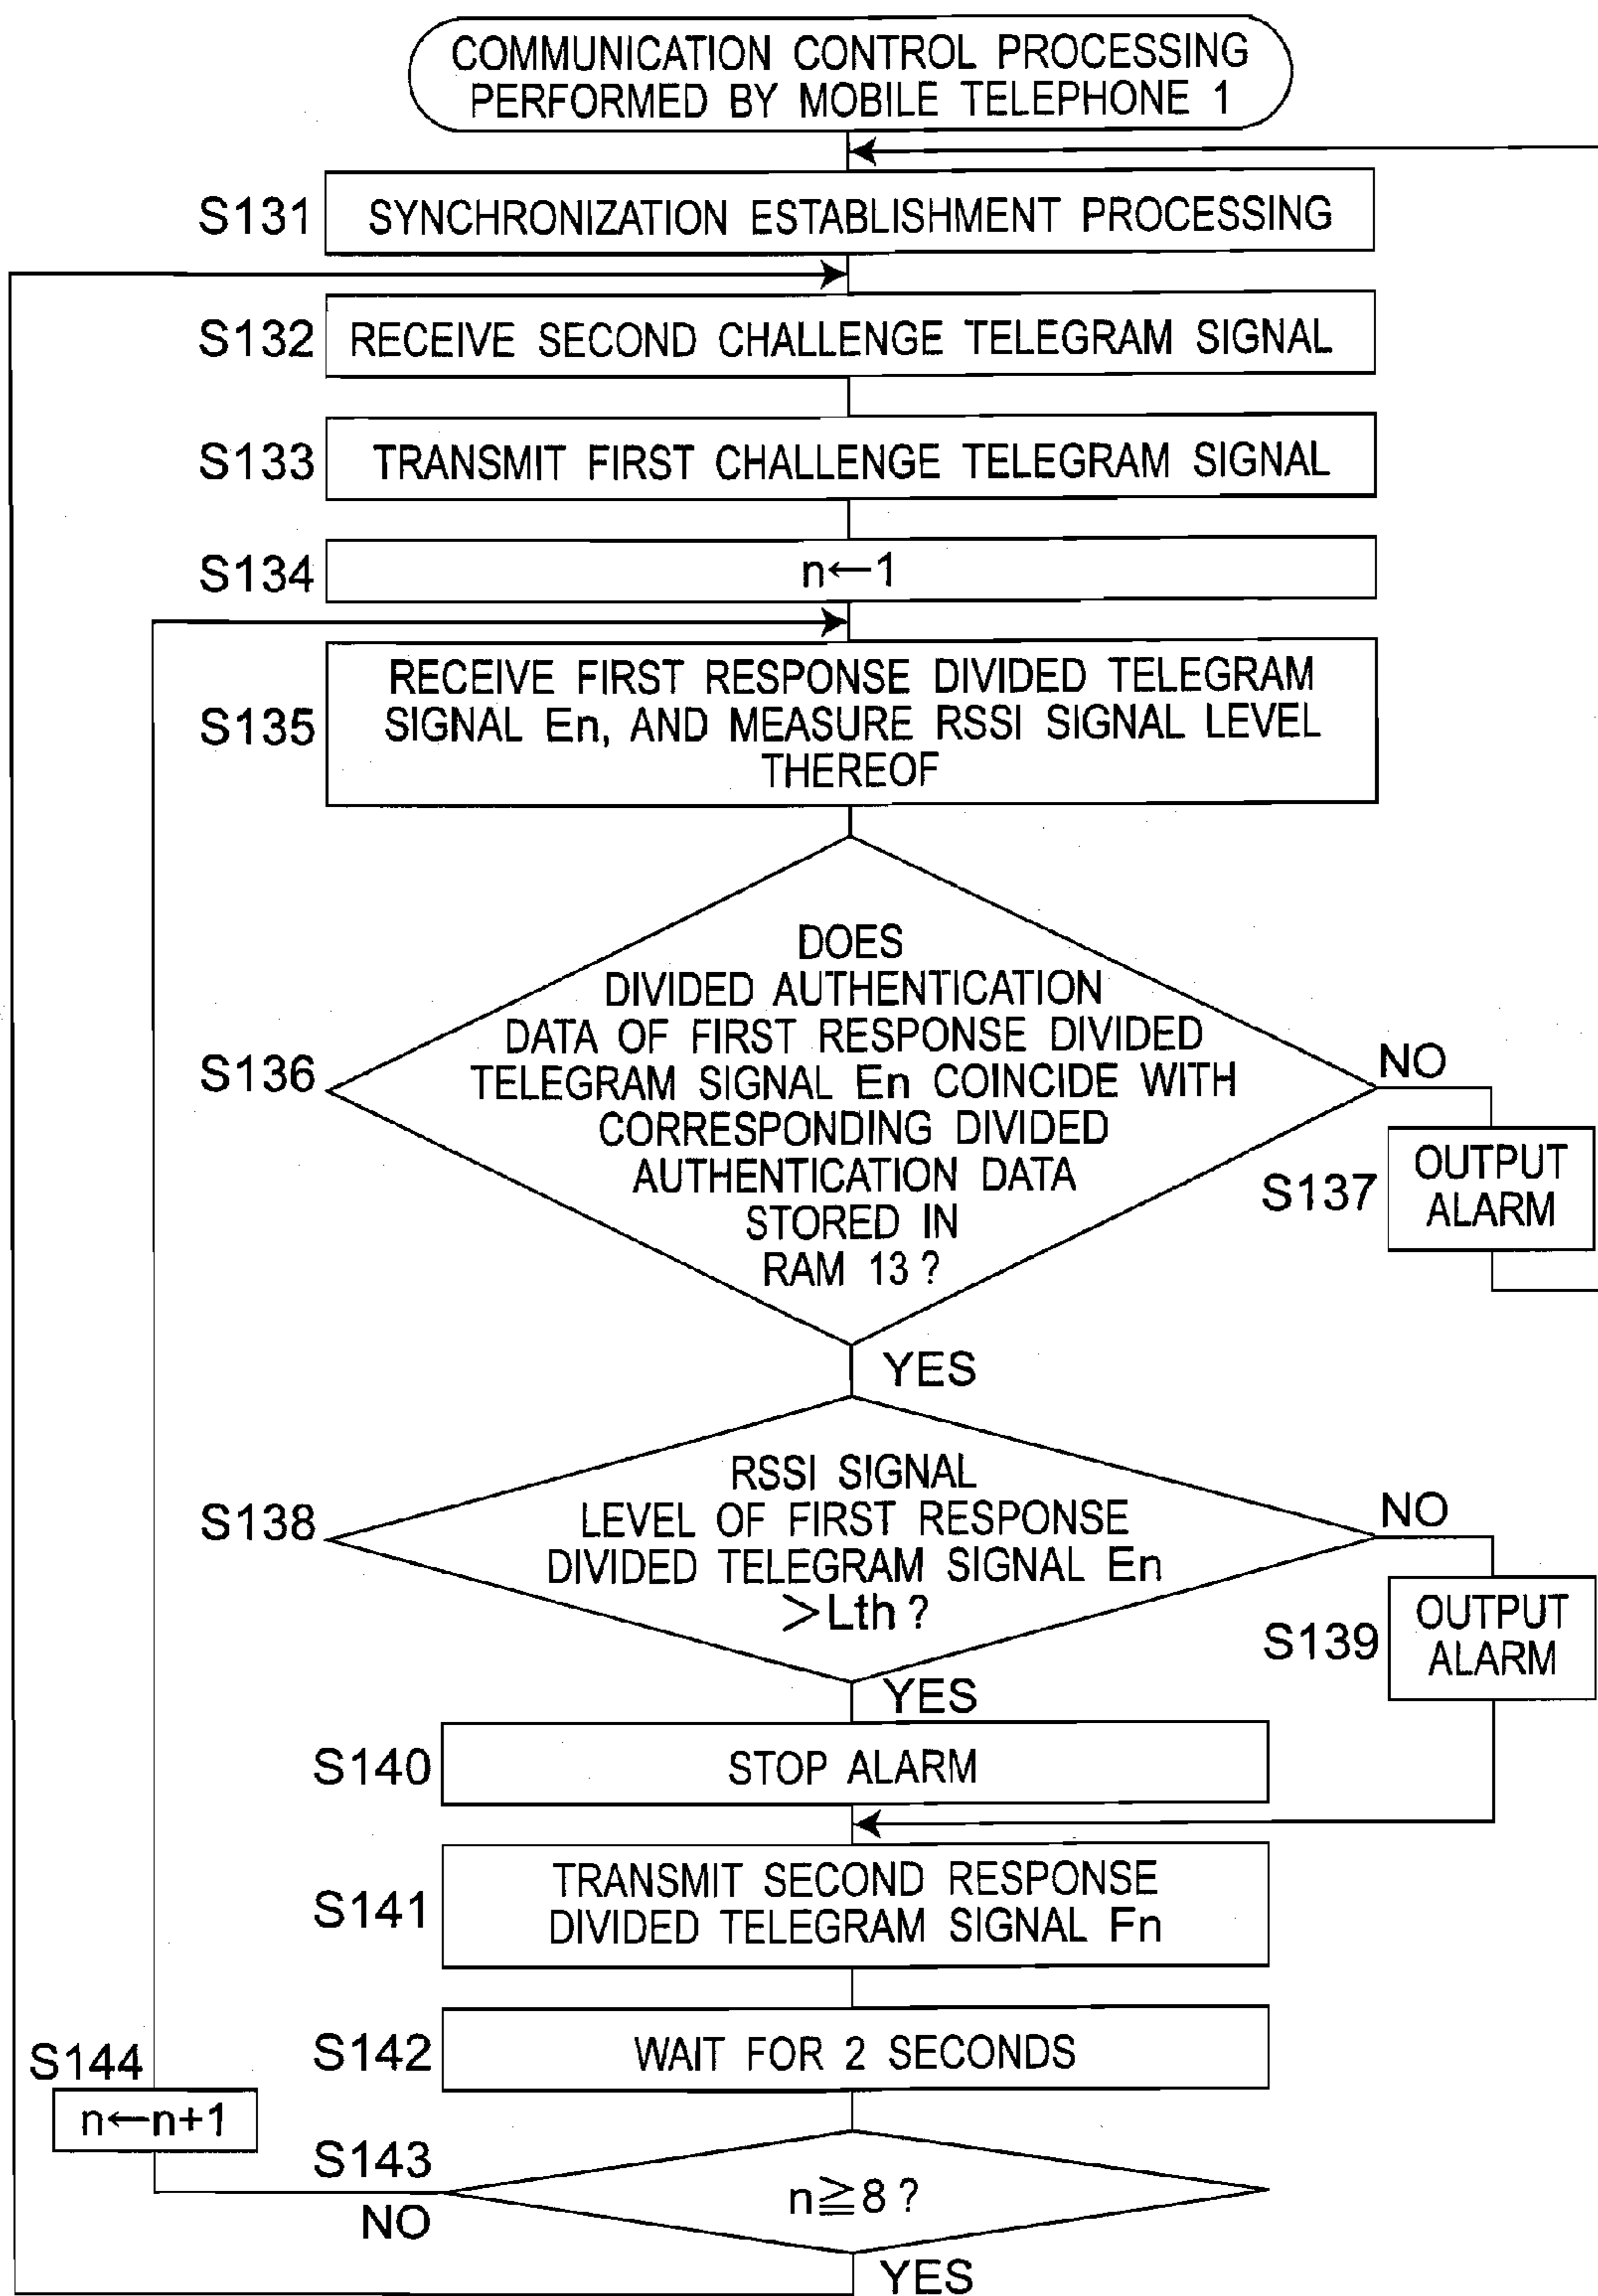 COMMUNICATION CONTROL PROCESSING
PERFORMED BY MOBILE TELEPHONE 1
S131
SYNCHRONIZATION ESTABLISHMENT PROCESSING
S132
RECEIVE SECOND CHALLENGE TELEGRAM SIGNAL
S133
TRANSMIT FIRST CHALLENGE TELEGRAM SIGNAL
S134
n←1
S135
RECEIVE FIRST RESPONSE DIVIDED TELEGRAM
SIGNAL En, AND MEASURE RSSI SIGNAL LEVEL
THEREOF
S136
DOES
DIVIDED AUTHENTICATION
DATA OF FIRST RESPONSE DIVIDED
TELEGRAM SIGNAL En COINCIDE WITH
CORRESPONDING DIVIDED
AUTHENTICATION DATA
STORED IN
RAM 13 ?
NO
S137
OUTPUT
ALARM
YES
S138
RSSI SIGNAL
LEVEL OF FIRST RESPONSE
DIVIDED TELEGRAM SIGNAL En
>Lth ?
NO
S139
OUTPUT
ALARM
YES
S140
STOP ALARM
S141
TRANSMIT SECOND RESPONSE
DIVIDED TELEGRAM SIGNAL Fn
S142
WAIT FOR 2 SECONDS
S144
n←n+1
S143
n≧8 ?
NO
YES